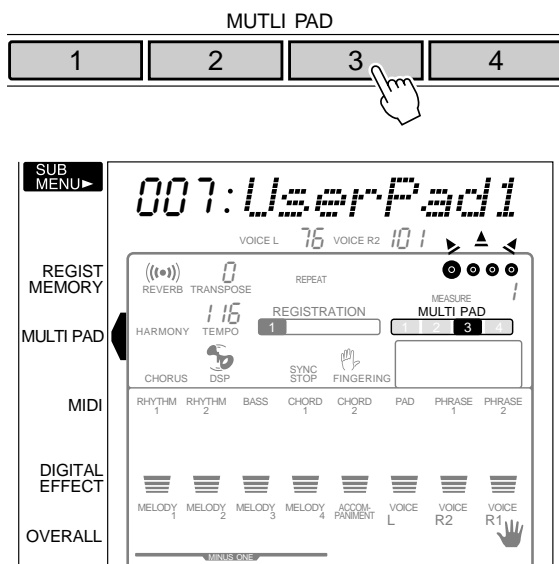 MUTLI PAD
1 2 3 4
SUB
MENU►
007:UserPad1
VOICE L 76 VOICE R2 101
REGIST
MEMORY
REVERB TRANSPOSE 0 REPEAT MEASURE 1
MULTI PAD
HARMONY TEMPO 116 REGISTRATION 1 MULTI PAD 1 2 3 4
CHORUS DSP SYNC
STOP FINGERING
MIDI
RHYTHM
1 RHYTHM
2 BASS CHORD
1 CHORD
2 PAD PHRASE
1 PHRASE
2
DIGITAL
EFFECT
MELODY
1 MELODY
2 MELODY
3 MELODY
4 ACCOM-
PANIMENT VOICE
L VOICE
R2 VOICE
R1
OVERALL
MINUS ONE